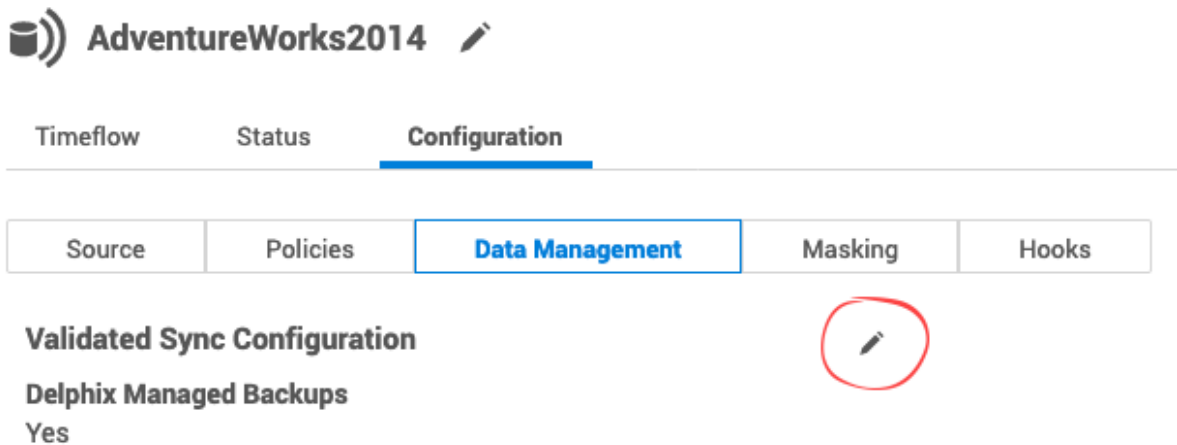 AdventureWorks2014
Timeflow Status Configuration
Source Policies Data Management Masking Hooks
Validated Sync Configuration
Delphix Managed Backups
Yes